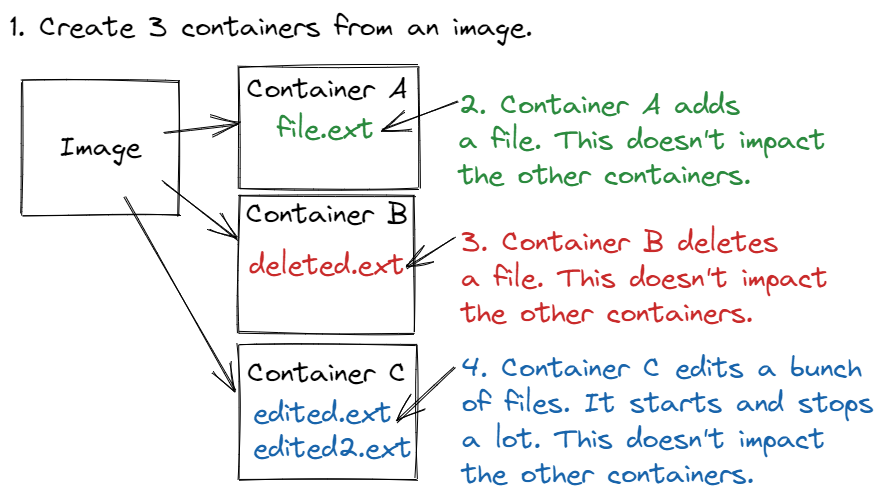 1. Create 3 containers from an image.
Image
Container A
file.ext
2. Container A adds
a file. This doesn't impact
the other containers.
Container B
deleted.ext
3. Container B deletes
a file. This doesn't impact
the other containers.
Container C
edited.ext
edited2.ext
4. Container C edits a bunch
of files. It starts and stops
a lot. This doesn't impact
the other containers.